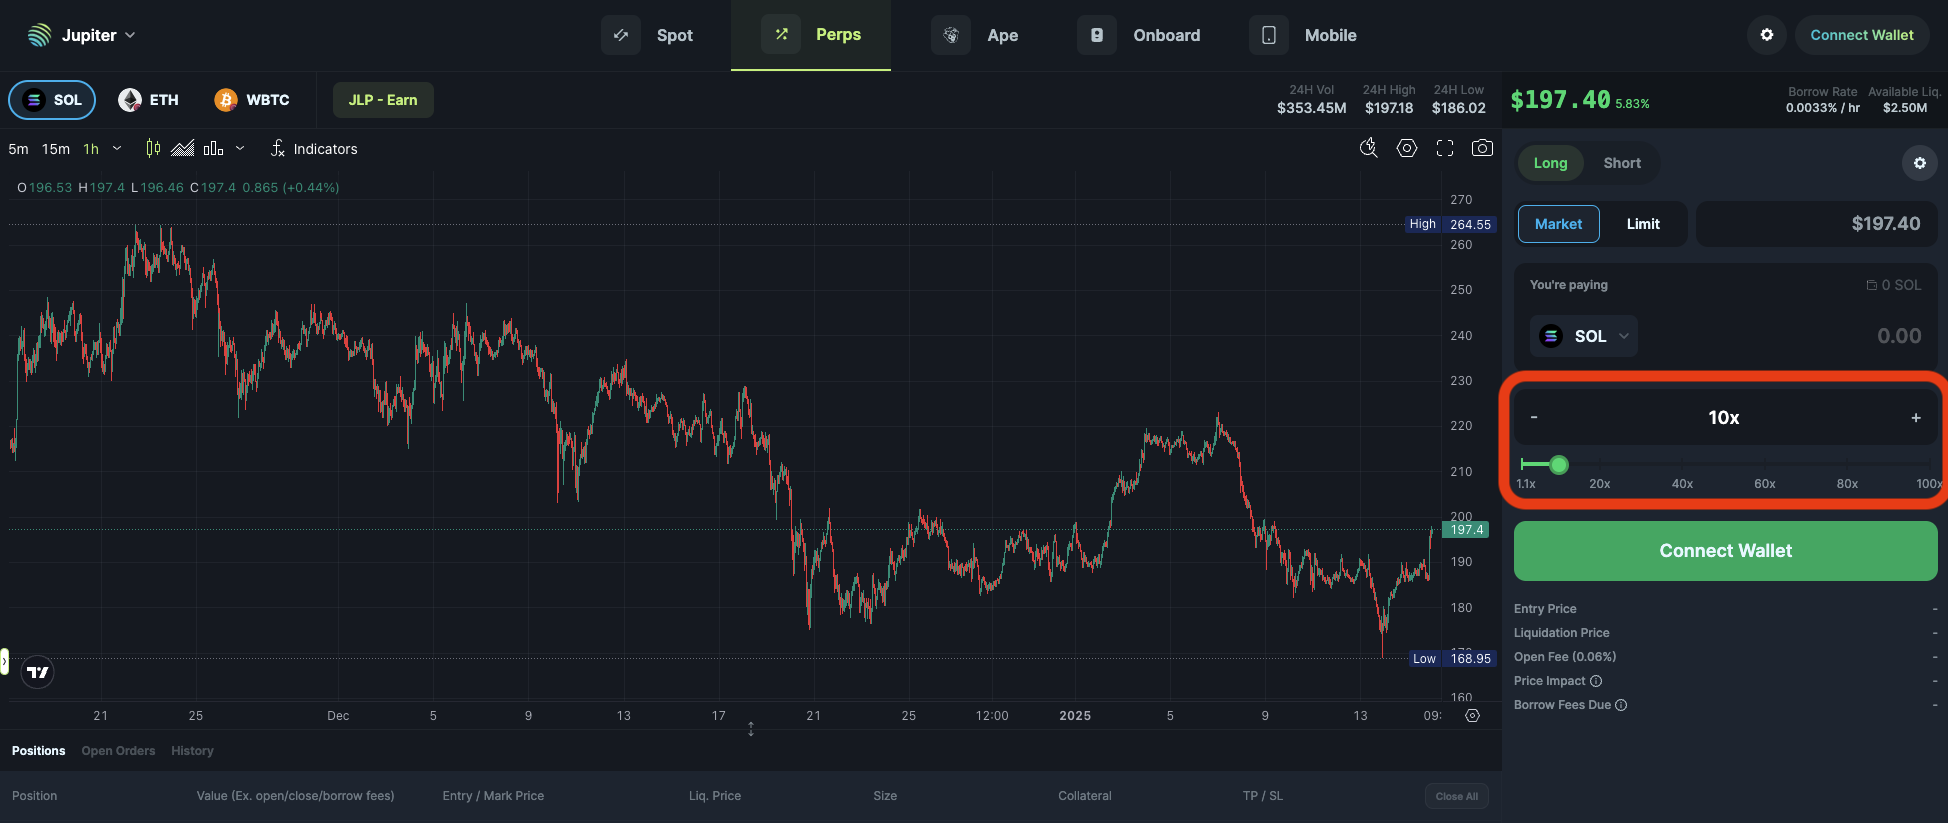 Jupiter
Spot
Perps
Ape
Onboard
Mobile
Connect Wallet
SOL
ETH
WBTC
JLP - Earn
24H Vol
$353.45M
24H High
$197.18
24H Low
$186.02
$197.40 5.83%
Borrow Rate
0.0033% / hr
Available Liq.
$2.50M
5m 15m 1h
Indicators
O196.53 H197.4 L196.46 C197.4 0.865 (+0.44%)
270
High 264.55
260
250
240
230
220
210
200
197.4
190
180
Low 168.95
160
21 25 Dec 5 9 13 17 21 25 12:00 2025 5 9 13 09:
Long Short
Market Limit
$197.40
You're paying
0 SOL
SOL
0.00
- 10x +
1.1x 20x 40x 60x 80x 100x
Connect Wallet
Entry Price -
Liquidation Price -
Open Fee (0.06%) -
Price Impact -
Borrow Fees Due -
Positions Open Orders History
Position Value (Ex. open/close/borrow fees) Entry / Mark Price Liq. Price Size Collateral TP / SL Close All